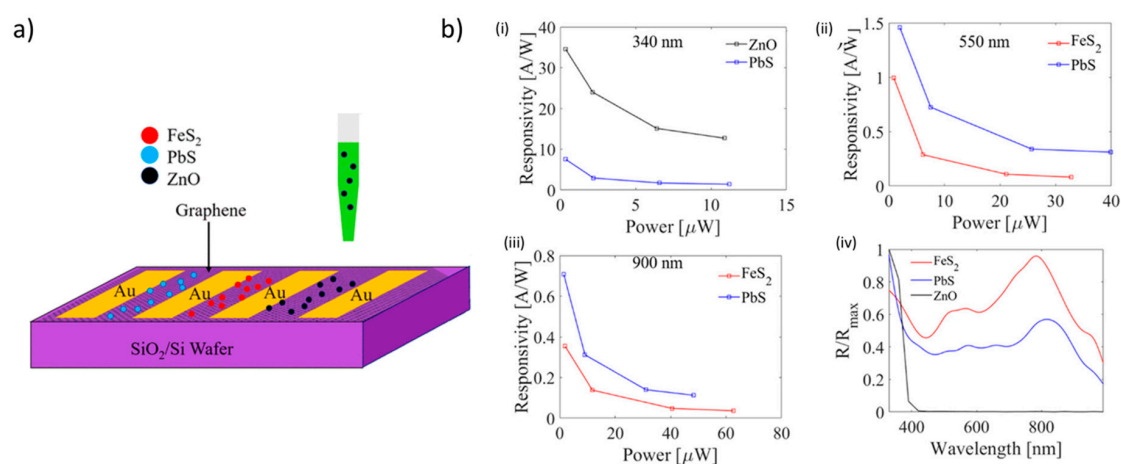 a)
FeS2
PbS
ZnO
Graphene
Au Au Au Au
SiO2/Si Wafer
b)
(i)
340 nm
ZnO
PbS
Responsivity [A/W]
40
30
20
10
0
0 5 10 15
Power [μW]
(ii)
550 nm
FeS2
PbS
Responsivity [A/W]
1.5
1
0.5
0
0 10 20 30 40
Power [μW]
(iii)
900 nm
FeS2
PbS
Responsivity [A/W]
0.8
0.6
0.4
0.2
0
0 20 40 60 80
Power [μW]
(iv)
FeS2
PbS
ZnO
R/Rmax
1
0.8
0.6
0.4
0.2
0
400 600 800
Wavelength [nm]